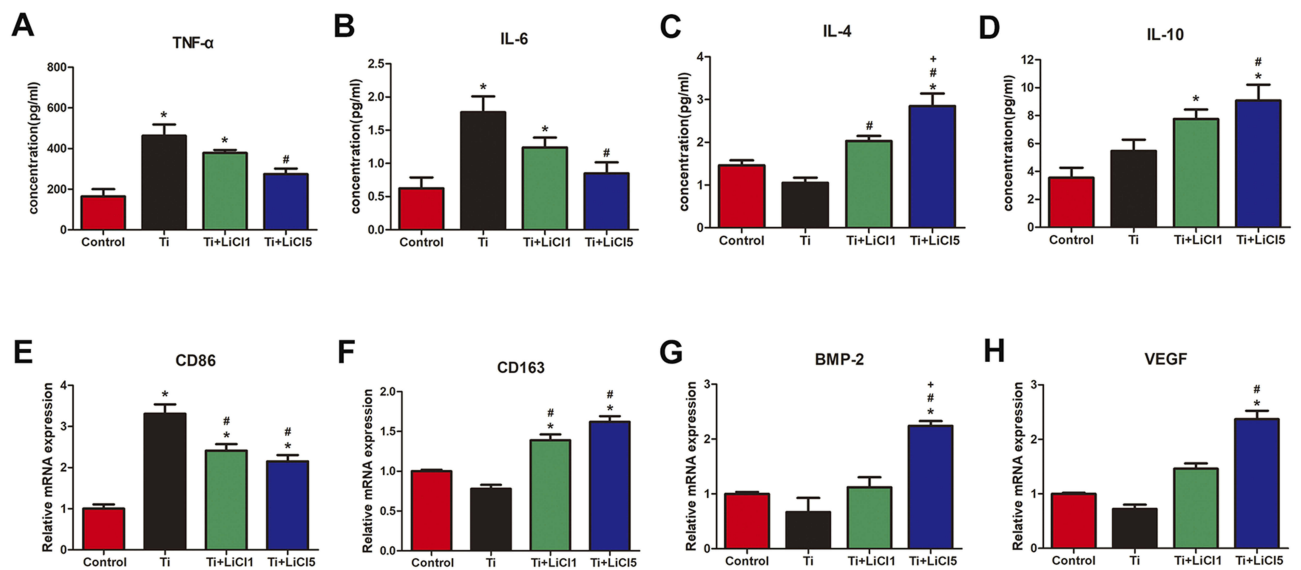 A
TNF-α
concentration(pg/ml)
800
600
400
200
0
*
*
#
Control
Ti
Ti+LiCl1
Ti+LiCl5
B
IL-6
concentration(pg/ml)
2.5
2.0
1.5
1.0
0.5
0.0
*
*
#
Control
Ti
Ti+LiCl1
Ti+LiCl5
C
IL-4
concentration(pg/ml)
4
3
2
1
0
#
+
#
*
Control
Ti
Ti+LiCl1
Ti+LiCl5
D
IL-10
concentration(pg/ml)
12
10
8
6
4
2
0
*
#
*
Control
Ti
Ti+LiCl1
Ti+LiCl5
E
CD86
Relative mRNA expression
4
3
2
1
0
*
#
*
#
*
Control
Ti
Ti+LiCl1
Ti+LiCl5
F
CD163
Relative mRNA expression
2.0
1.5
1.0
0.5
0.0
#
*
#
*
Control
Ti
Ti+LiCl1
Ti+LiCl5
G
BMP-2
Relative mRNA expression
3
2
1
0
+
#
*
Control
Ti
Ti+LiCl1
Ti+LiCl5
H
VEGF
Relative mRNA expression
3
2
1
0
#
*
Control
Ti
Ti+LiCl1
Ti+LiCl5